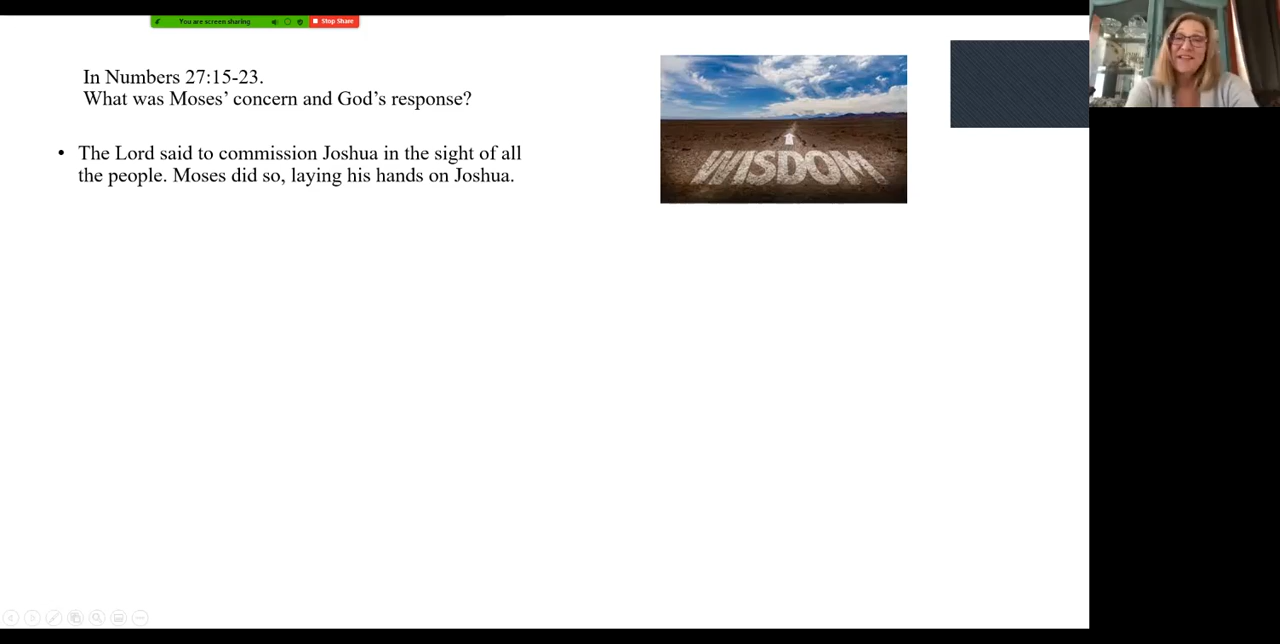 You are screen sharing
Stop Share
In Numbers 27:15-23.
What was Moses’ concern and God’s response?
• The Lord said to commission Joshua in the sight of all
the people. Moses did so, laying his hands on Joshua.
WISDOM